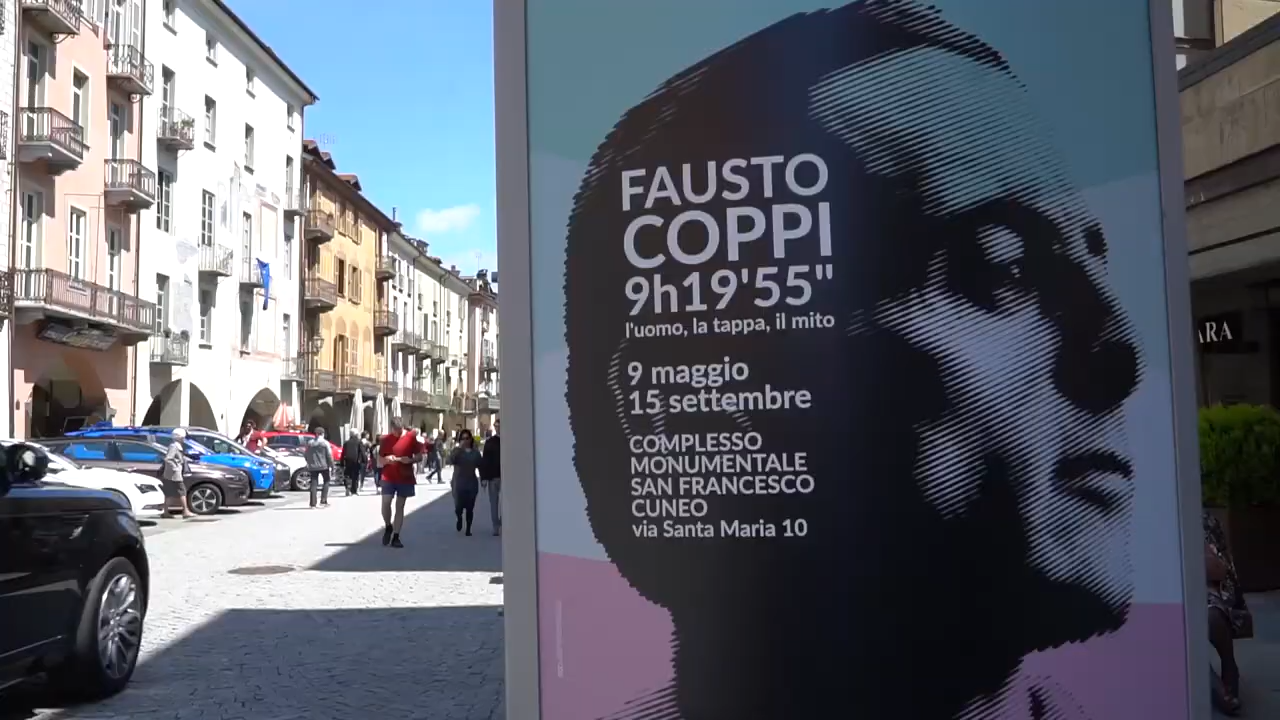 FAUSTO
COPPI
9h19'55"
l'uomo, la tappa, il mito
9 maggio
15 settembre
COMPLESSO
MONUMENTALE
SAN FRANCESCO
CUNEO
via Santa Maria 10
ARA